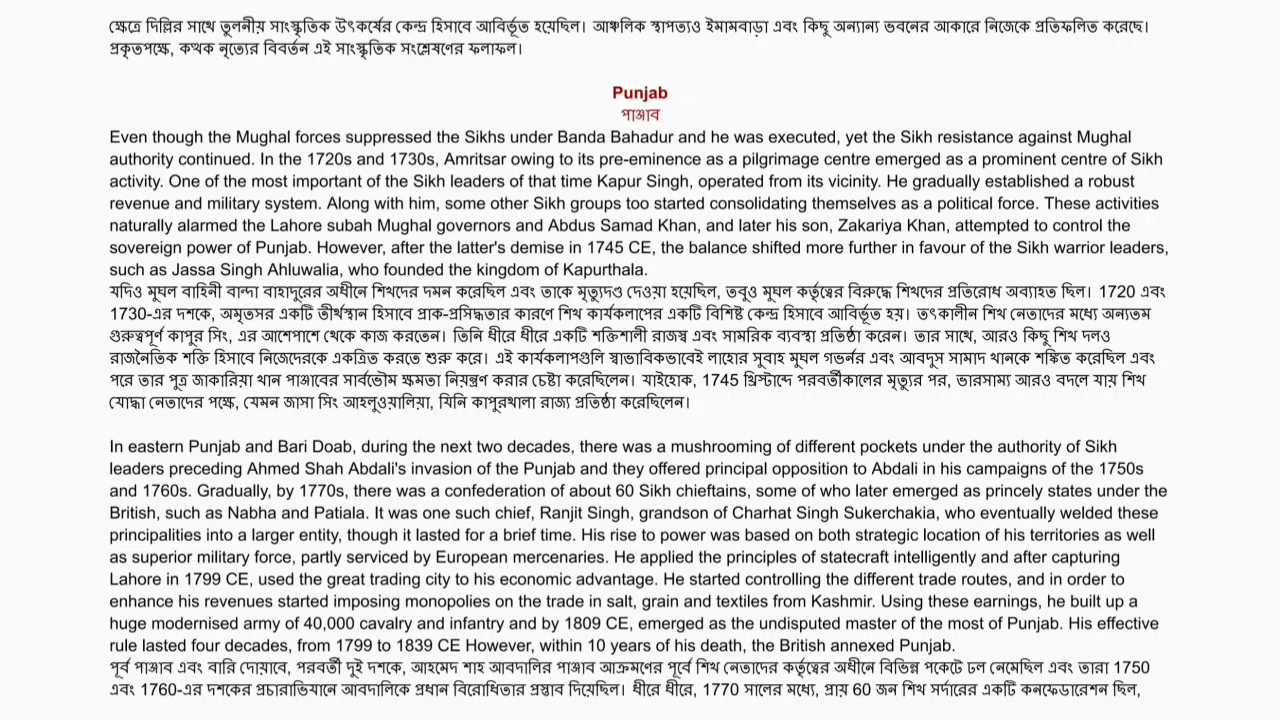 ক্ষেত্রে দিল্লির সাথে তুলনীয় সাংস্কৃতিক উৎকর্ষের কেন্দ্র হিসাবে আবির্ভূত হয়েছিল। আঞ্চলিক স্থাপত্যও ইমামবাড়া এবং কিছু অন্যান্য ভবনের আকারে নিজেকে প্রতিফলিত করেছে।
প্রকৃতপক্ষে, কত্থক নৃত্যের বিবর্তন এই সাংস্কৃতিক সংশ্লেষণের ফলাফল।
Punjab
পাঞ্জাব
Even though the Mughal forces suppressed the Sikhs under Banda Bahadur and he was executed, yet the Sikh resistance against Mughal
authority continued. In the 1720s and 1730s, Amritsar owing to its pre-eminence as a pilgrimage centre emerged as a prominent centre of Sikh
activity. One of the most important of the Sikh leaders of that time Kapur Singh, operated from its vicinity. He gradually established a robust
revenue and military system. Along with him, some other Sikh groups too started consolidating themselves as a political force. These activities
naturally alarmed the Lahore subah Mughal governors and Abdus Samad Khan, and later his son, Zakariya Khan, attempted to control the
sovereign power of Punjab. However, after the latter's demise in 1745 CE, the balance shifted more further in favour of the Sikh warrior leaders,
such as Jassa Singh Ahluwalia, who founded the kingdom of Kapurthala.
যদিও মুঘল বাহিনী বান্দা বাহাদুরের অধীনে শিখদের দমন করেছিল এবং তাকে মৃত্যুদণ্ড দেওয়া হয়েছিল, তবুও মুঘল কর্তৃত্বের বিরুদ্ধে শিখদের প্রতিরোধ অব্যাহত ছিল। 1720 এবং
1730-এর দশকে, অমৃতসর একটি তীর্থস্থান হিসাবে প্রাক-প্রসিদ্ধতার কারণে শিখ কার্যকলাপের একটি বিশিষ্ট কেন্দ্র হিসাবে আবির্ভূত হয়। তৎকালীন শিখ নেতাদের মধ্যে অন্যতম
গুরুত্বপূর্ণ কাপুর সিং, এর আশেপাশে থেকে কাজ করতেন। তিনি ধীরে ধীরে একটি শক্তিশালী রাজস্ব এবং সামরিক ব্যবস্থা প্রতিষ্ঠা করেন। তার সাথে, আরও কিছু শিখ দলও
রাজনৈতিক শক্তি হিসাবে নিজেদেরকে একত্রিত করতে শুরু করে। এই কার্যকলাপগুলি স্বাভাবিকভাবেই লাহোর সুবাহ মুঘল গভর্নর এবং আবদুস সামাদ খানকে শঙ্কিত করেছিল এবং
পরে তার পুত্র জাকারিয়া খান পাঞ্জাবের সার্বভৌম ক্ষমতা নিয়ন্ত্রণ করার চেষ্টা করেছিলেন। যাইহোক, 1745 খ্রিস্টাব্দে পরবর্তীকালের মৃত্যুর পর, ভারসাম্য আরও বদলে যায় শিখ
যোদ্ধা নেতাদের পক্ষে, যেমন জাসা সিং আহলুওয়ালিয়া, যিনি কাপুরথালা রাজ্য প্রতিষ্ঠা করেছিলেন।
In eastern Punjab and Bari Doab, during the next two decades, there was a mushrooming of different pockets under the authority of Sikh
leaders preceding Ahmed Shah Abdali's invasion of the Punjab and they offered principal opposition to Abdali in his campaigns of the 1750s
and 1760s. Gradually, by 1770s, there was a confederation of about 60 Sikh chieftains, some of who later emerged as princely states under the
British, such as Nabha and Patiala. It was one such chief, Ranjit Singh, grandson of Charhat Singh Sukerchakia, who eventually welded these
principalities into a larger entity, though it lasted for a brief time. His rise to power was based on both strategic location of his territories as well
as superior military force, partly serviced by European mercenaries. He applied the principles of statecraft intelligently and after capturing
Lahore in 1799 CE, used the great trading city to his economic advantage. He started controlling the different trade routes, and in order to
enhance his revenues started imposing monopolies on the trade in salt, grain and textiles from Kashmir. Using these earnings, he built up a
huge modernised army of 40,000 cavalry and infantry and by 1809 CE, emerged as the undisputed master of the most of Punjab. His effective
rule lasted four decades, from 1799 to 1839 CE However, within 10 years of his death, the British annexed Punjab.
পূর্ব পাঞ্জাব এবং বারি দোয়াবে, পরবর্তী দুই দশকে, আহমেদ শাহ আবদালির পাঞ্জাব আক্রমণের পূর্বে শিখ নেতাদের কর্তৃত্বের অধীনে বিভিন্ন পকেটে ঢল নেমেছিল এবং তারা 1750
এবং 1760-এর দশকের প্রচারাভিযানে আবদালিকে প্রধান বিরোধিতার প্রস্তাব দিয়েছিল। ধীরে ধীরে, 1770 সালের মধ্যে, প্রায় 60 জন শিখ সর্দারের একটি কনফেডারেশন ছিল,